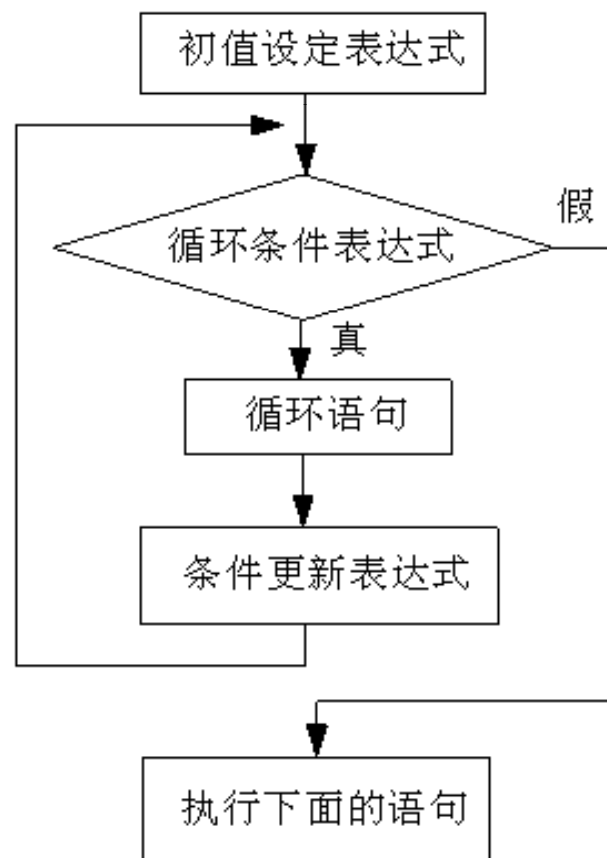 初值设定表达式
循环条件表达式
假
真
循环语句
条件更新表达式
执行下面的语句